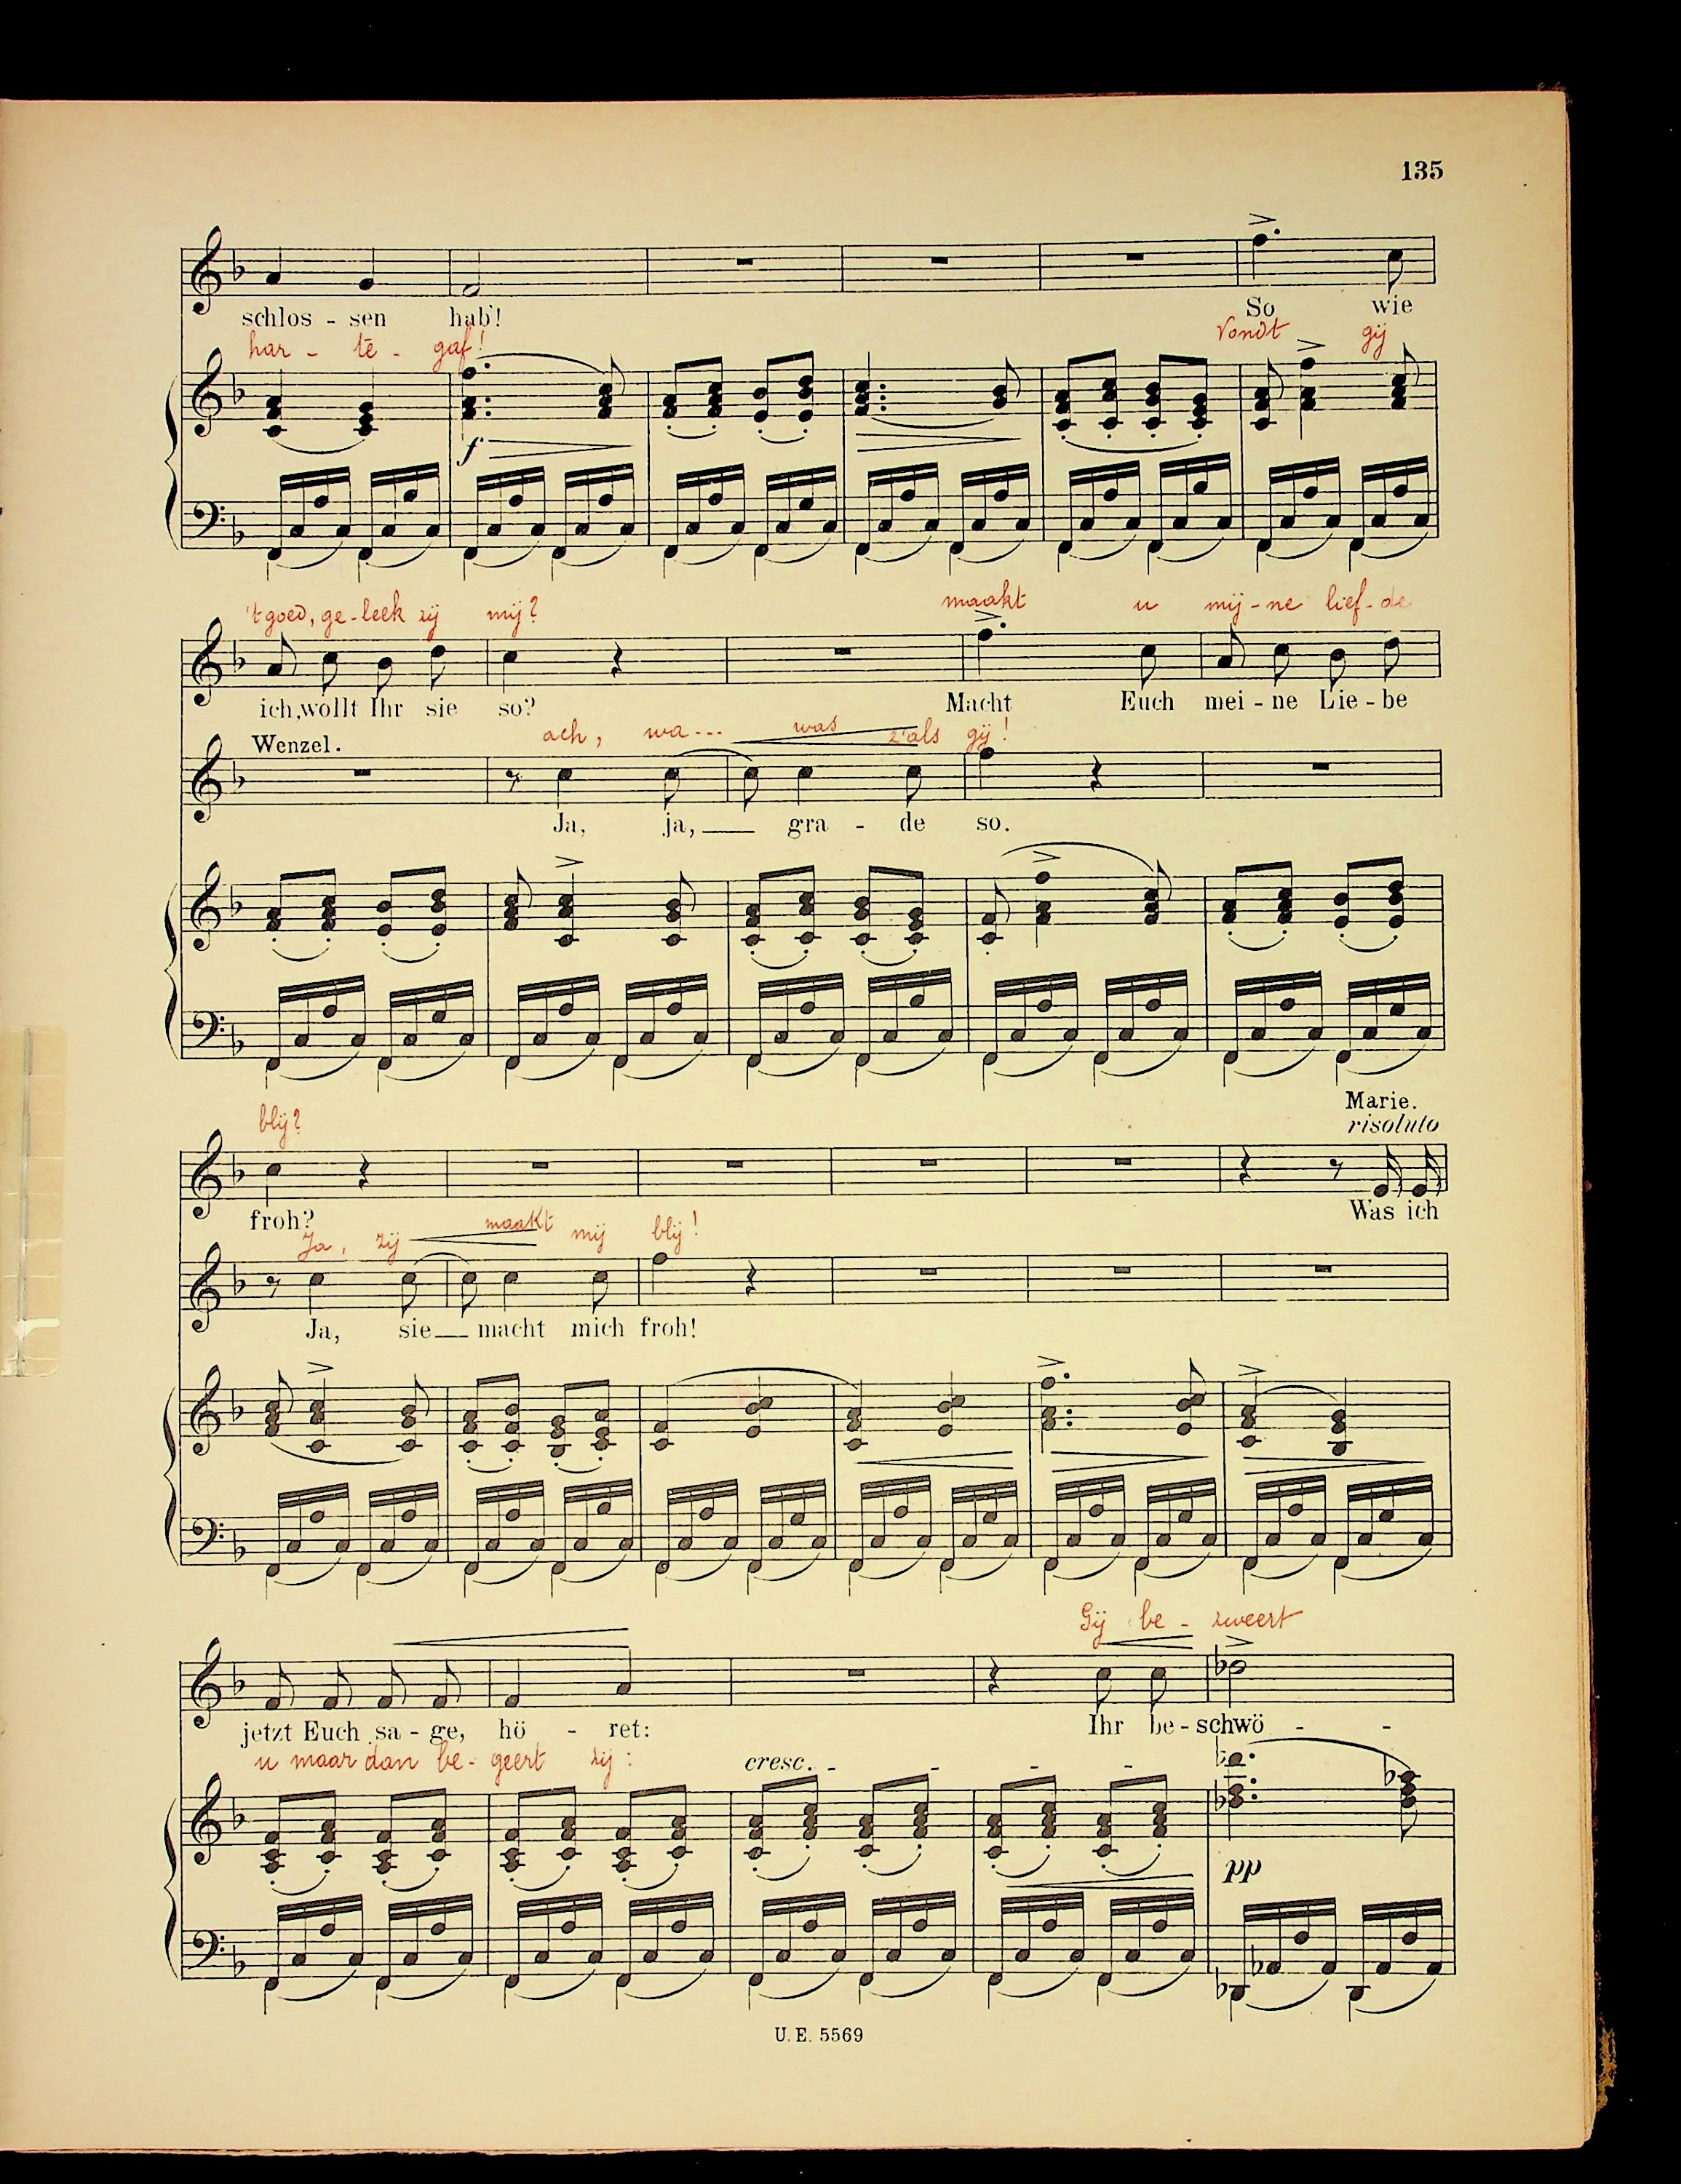 135
schlos - sen hab'!
So wie
har - te - gaf!
Vondt gij
f
't goed, ge-leek zij mij?
maakt u mij-ne lief-de
ich, wollt Ihr sie so?
Macht Euch mei - ne Lie - be
Wenzel.
ach, wa... was z'als gij!
Ja, ja, gra - de so.
Marie.
risoluto
blij?
froh?
Was ich
Ja, zij maakt mij blij!
Ja, sie macht mich froh!
Gij be - zweert
jetzt Euch sa - ge, hö - ret:
Ihr be - schwö - -
u maar dan be- geert zij:
cresc. - - - -
pp
U. E. 5569